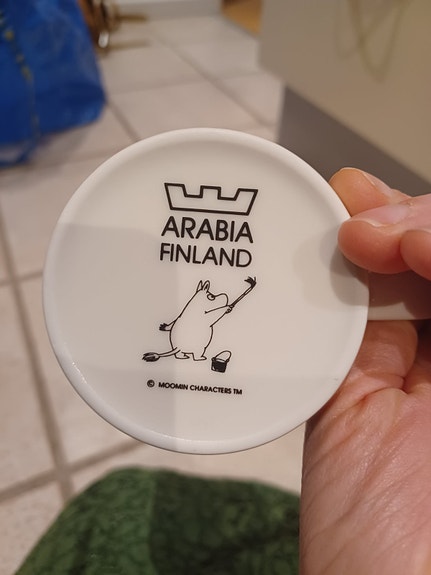 ARABIA
FINLAND
© MOOMIN CHARACTERS TM